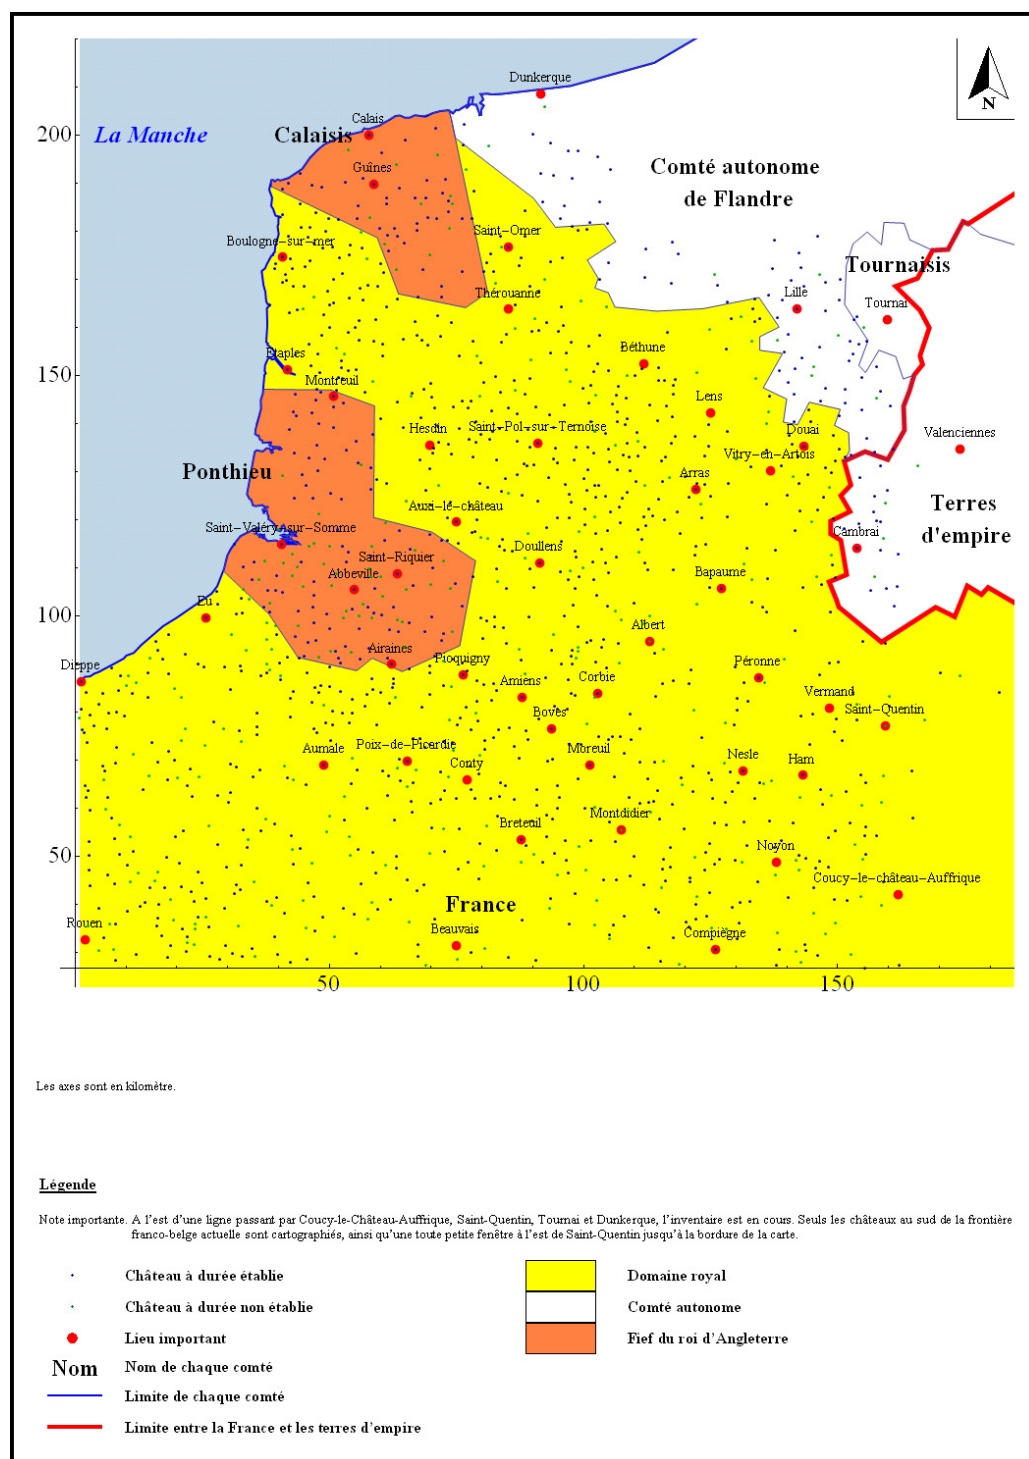 Dunkerque
N
200
La Manche
Calais
Calaisis
Guînes
Comté autonome
de Flandre
Saint-Omer
Boulogne-sur-mer
Tournaisis
Thérouanne
Lille
Tournai
150
Etaples
Béthune
Montreuil
Lens
Hesdin
Saint-Pol-sur-Ternoise
Douai
Valenciennes
Vitry-en-Artois
Ponthieu
Arras
Auxi-le-château
Terres
d'empire
Saint-Valéry-sur-Somme
Cambrai
Saint-Riquier
Doullens
Abbeville
Bapaume
100
Eu
Albert
Airaines
Dieppe
Picquigny
Péronne
Amiens
Corbie
Vermand
Boves
Saint-Quentin
Aumale
Poix-de-Picardie
Conty
Moreuil
Nesle
Ham
Breteuil
Montdidier
50
Noyon
Coucy-le-château-Auffrique
France
Rouen
Beauvais
Compiègne
50
100
150
Les axes sont en kilomètre.
Légende
Note importante. A l'est d'une ligne passant par Coucy-le-Château-Auffrique, Saint-Quentin, Tournai et Dunkerque, l'inventaire est en cours. Seuls les châteaux au sud de la frontière
franco-belge actuelle sont cartographiés, ainsi qu'une toute petite fenêtre à l'est de Saint-Quentin jusqu'à la bordure de la carte.
Château à durée établie
Domaine royal
Château à durée non établie
Comté autonome
Lieu important
Fief du roi d'Angleterre
Nom Nom de chaque comté
Limite de chaque comté
Limite entre la France et les terres d'empire